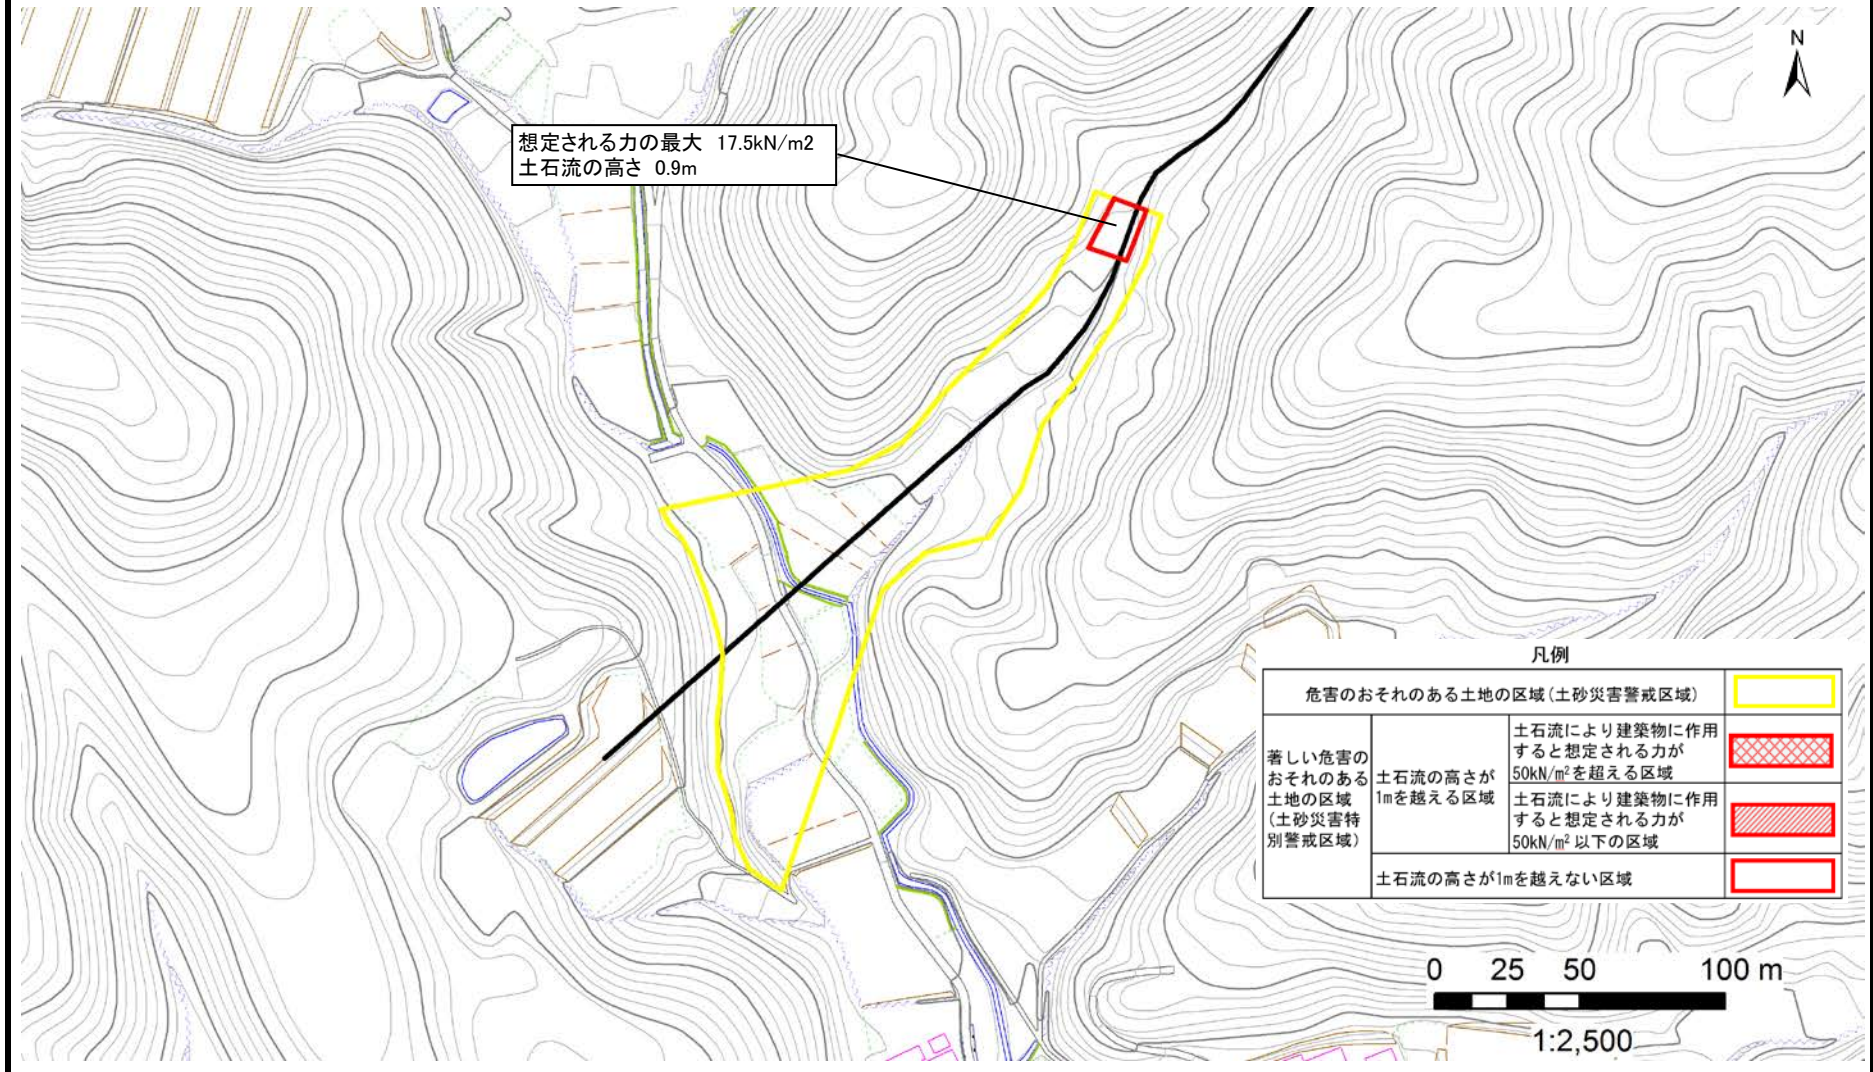 N
想定される力の最大 17.5kN/m2
土石流の高さ 0.9m
凡例
危害のおそれのある土地の区域(土砂災害警戒区域)
著しい危害の
おそれのある
土地の区域
(土砂災害特
別警戒区域)
土石流の高さが
1mを越える区域
土石流により建築物に作用
すると想定される力が
50kN/㎡を超える区域
土石流により建築物に作用
すると想定される力が
50kN/㎡ 以下の区域
土石流の高さが1mを越えない区域
0 25 50 100 m
1:2,500